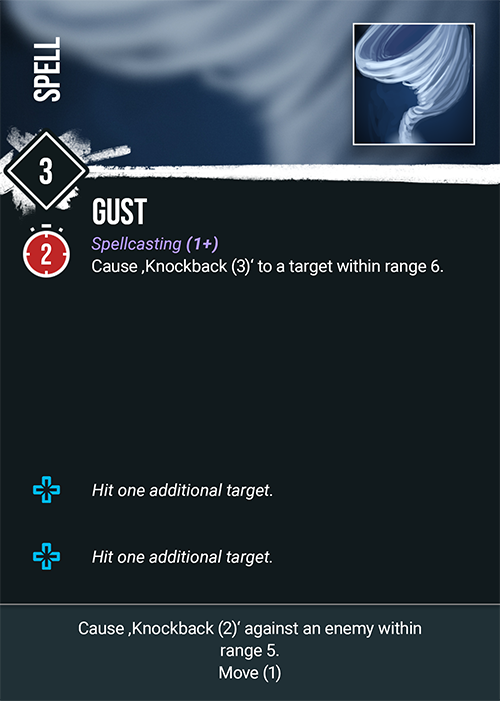 SPELL
3
GUST
2
Spellcasting (1+)
Cause ‚Knockback (3)‘ to a target within range 6.
Hit one additional target.
Hit one additional target.
Cause ‚Knockback (2)‘ against an enemy within
range 5.
Move (1)